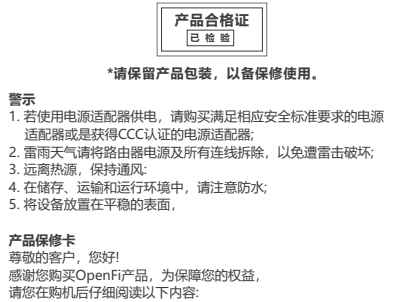 产品合格证
已检验
*请保留产品包装，以备保修使用。
警示
1. 若使用电源适配器供电，请购买满足相应安全标准要求的电源
适配器或是获得CCC认证的电源适配器;
2. 雷雨天气请将路由器电源及所有连线拆除，以免遭雷击破坏;
3. 远离热源，保持通风:
4. 在储存、运输和运行环境中，请注意防水;
5. 将设备放置在平稳的表面，
产品保修卡
尊敬的客户，您好!
感谢您购买OpenFi产品，为保障您的权益，
请您在购机后仔细阅读以下内容: